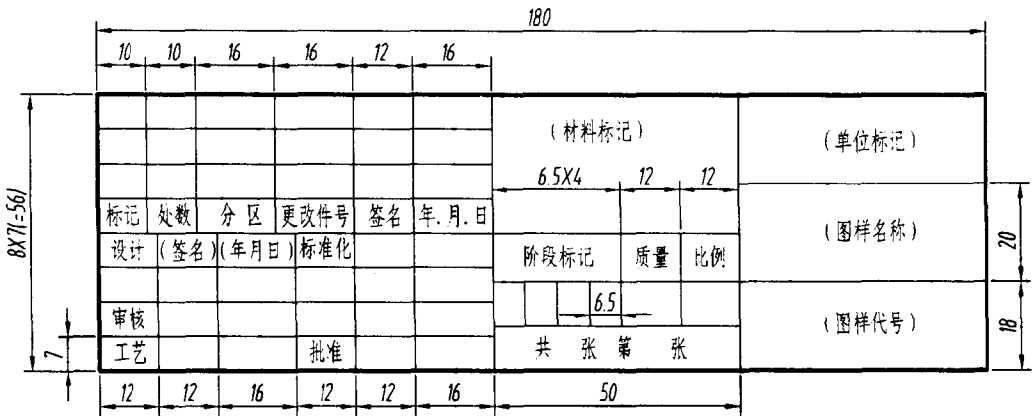 180
10 10 16 16 12 16
(材料标记) (单位标记)
6.5X4 12 12
标记 处数 分区 更改件号 签名 年.月.日 (图样名称)
8X7(=56) 20
设计 (签名) (年月日) 标准化 阶段标记 质量 比例
6.5
审核 (图样代号) 18
7 工艺 批准 共 张 第 张
12 12 16 12 12 16 50